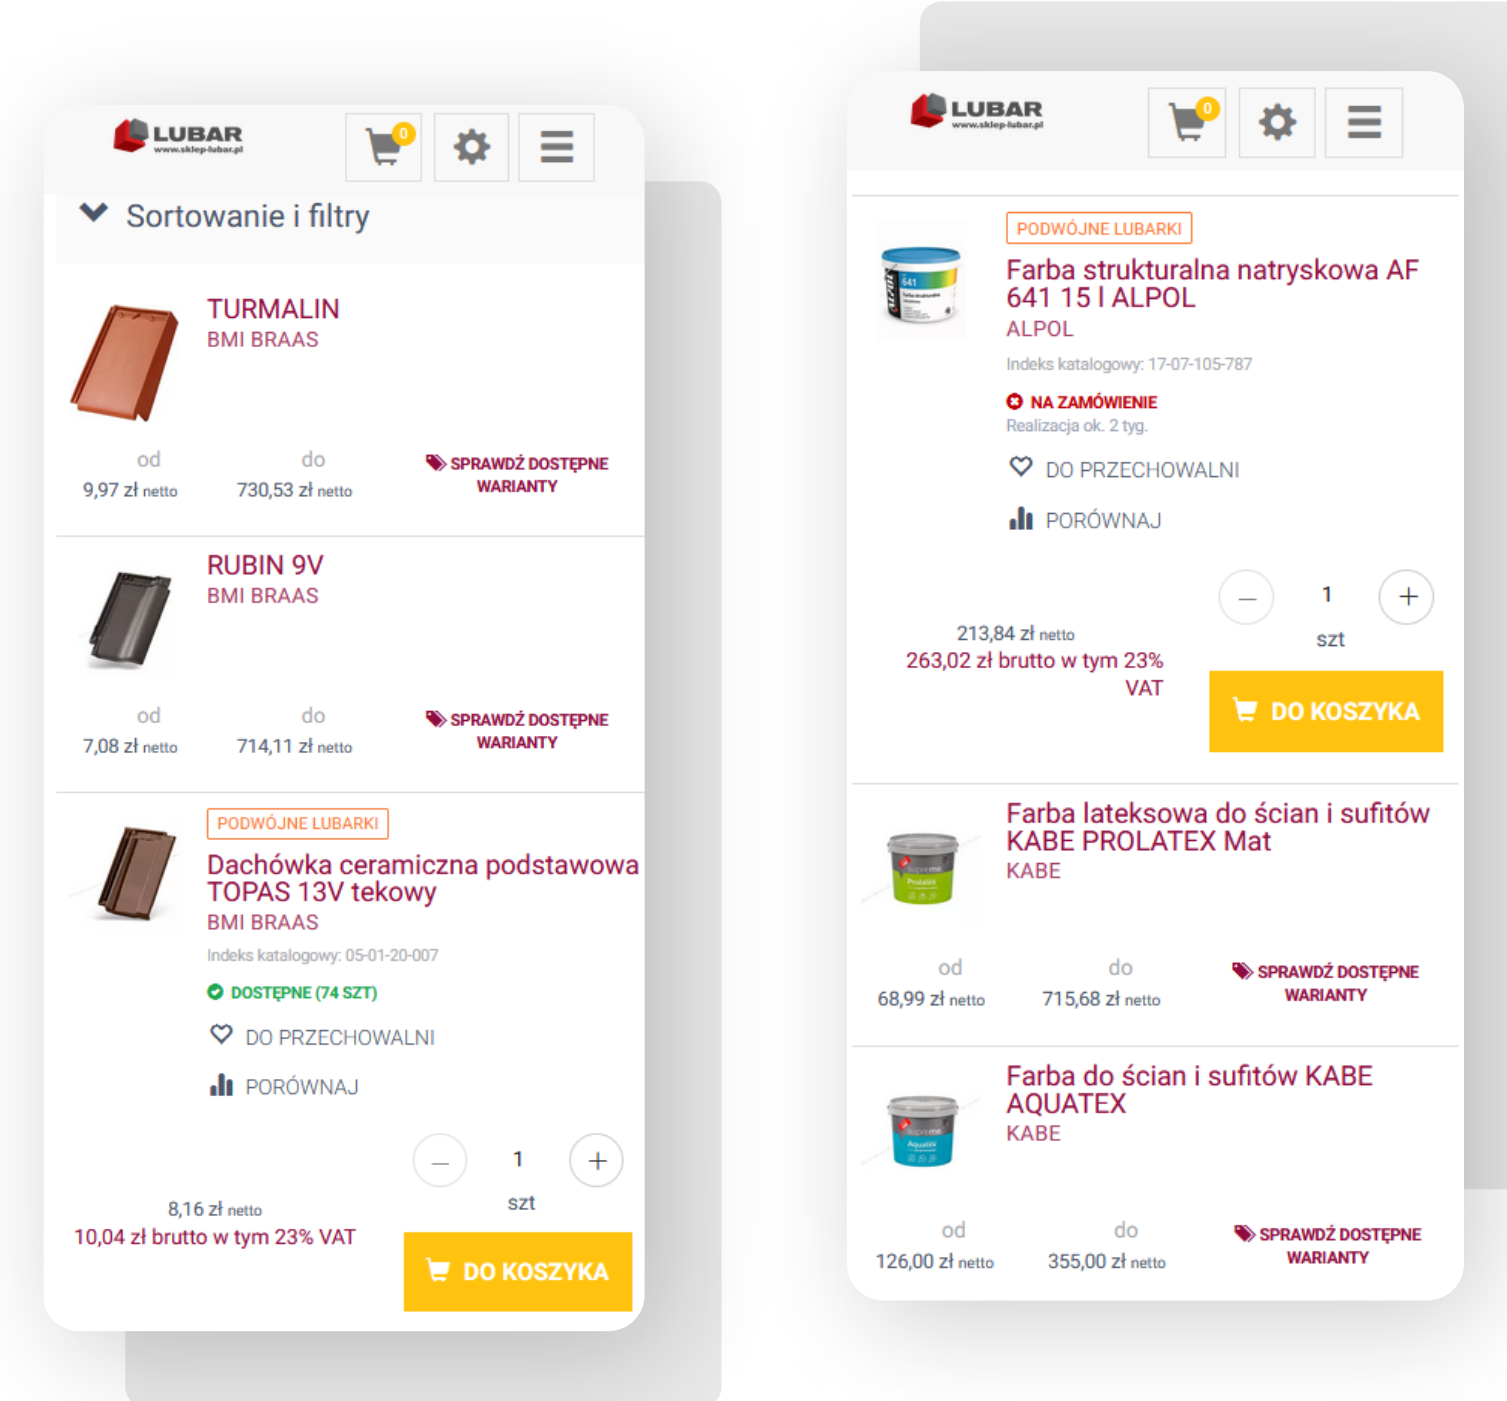 LUBAR
www.sklep-lubar.pl
0
Sortowanie i filtry
TURMALIN
BMI BRAAS
od
do
9,97 zł netto
730,53 zł netto
SPRAWDŹ DOSTĘPNE
WARIANTY
RUBIN 9V
BMI BRAAS
od
do
7,08 zł netto
714,11 zł netto
SPRAWDŹ DOSTĘPNE
WARIANTY
PODWÓJNE LUBARKI
Dachówka ceramiczna podstawowa
TOPAS 13V tekowy
BMI BRAAS
Indeks katalogowy: 05-01-20-007
DOSTĘPNE (74 SZT)
DO PRZECHOWALNI
PORÓWNAJ
1
szt
8,16 zł netto
10,04 zł brutto w tym 23% VAT
DO KOSZYKA
LUBAR
www.sklep-lubar.pl
0
PODWÓJNE LUBARKI
Farba strukturalna natryskowa AF
641 15 l ALPOL
ALPOL
Indeks katalogowy: 17-07-105-787
NA ZAMÓWIENIE
Realizacja ok. 2 tyg.
DO PRZECHOWALNI
PORÓWNAJ
1
szt
213,84 zł netto
263,02 zł brutto w tym 23%
VAT
DO KOSZYKA
ALPOL
641
Farba lateksowa do ścian i sufitów
KABE PROLATEX Mat
KABE
supreme
Prolatex
od
do
68,99 zł netto
715,68 zł netto
SPRAWDŹ DOSTĘPNE
WARIANTY
Farba do ścian i sufitów KABE
AQUATEX
KABE
supreme
Aquatex
od
do
126,00 zł netto
355,00 zł netto
SPRAWDŹ DOSTĘPNE
WARIANTY